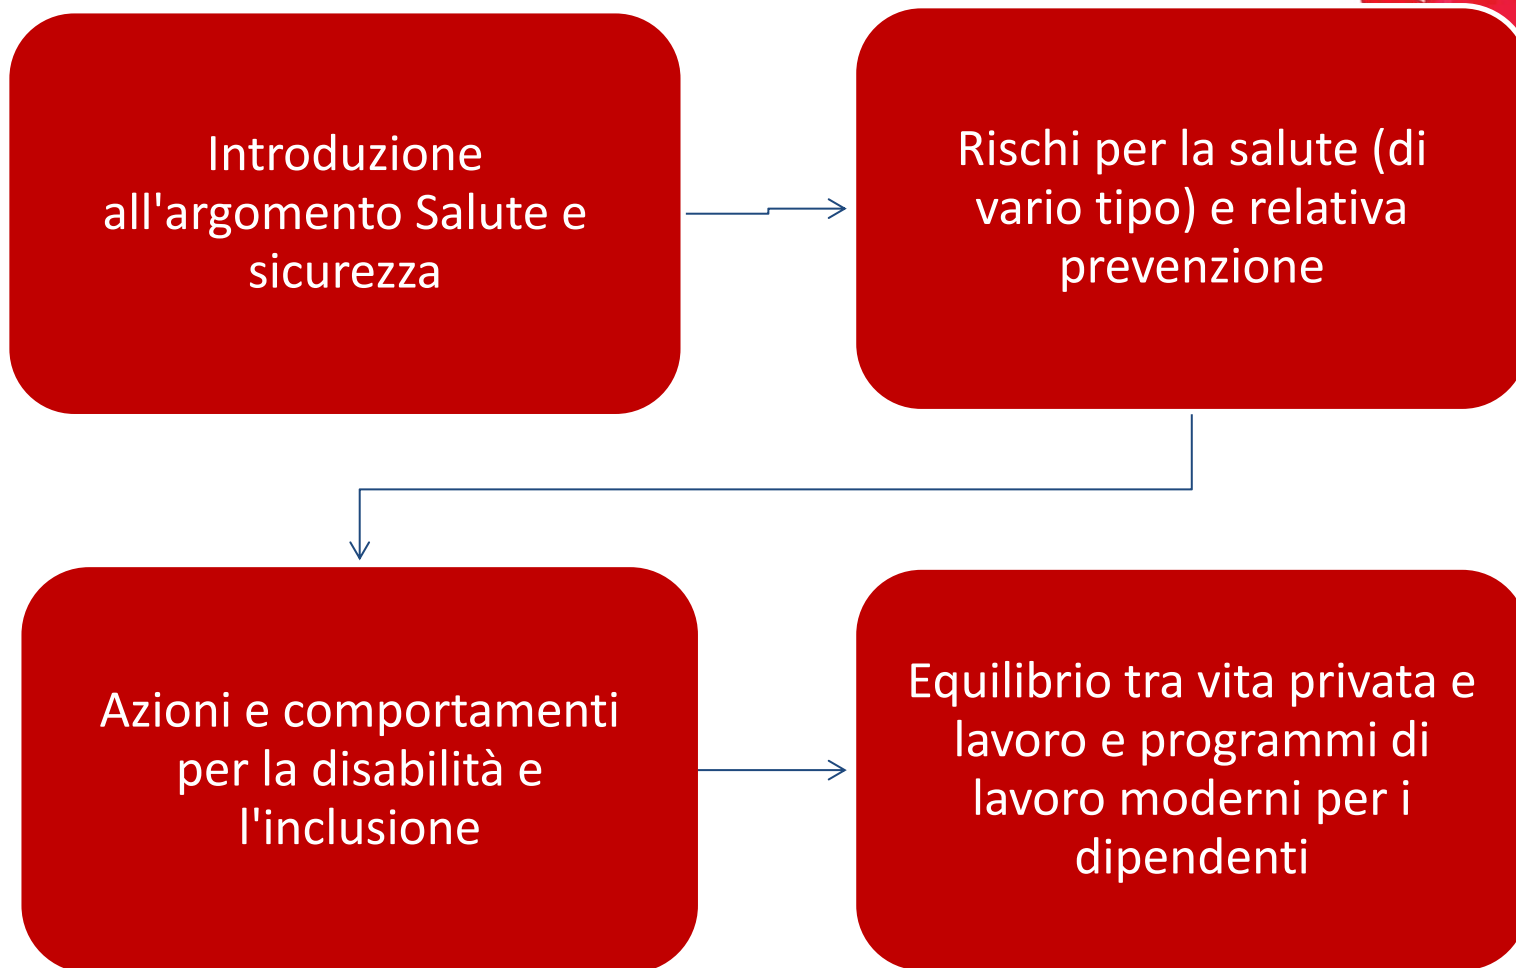 Introduzione
all'argomento Salute e
sicurezza
Rischi per la salute (di
vario tipo) e relativa
prevenzione
Azioni e comportamenti
per la disabilità e
l'inclusione
Equilibrio tra vita privata e
lavoro e programmi di
lavoro moderni per i
dipendenti